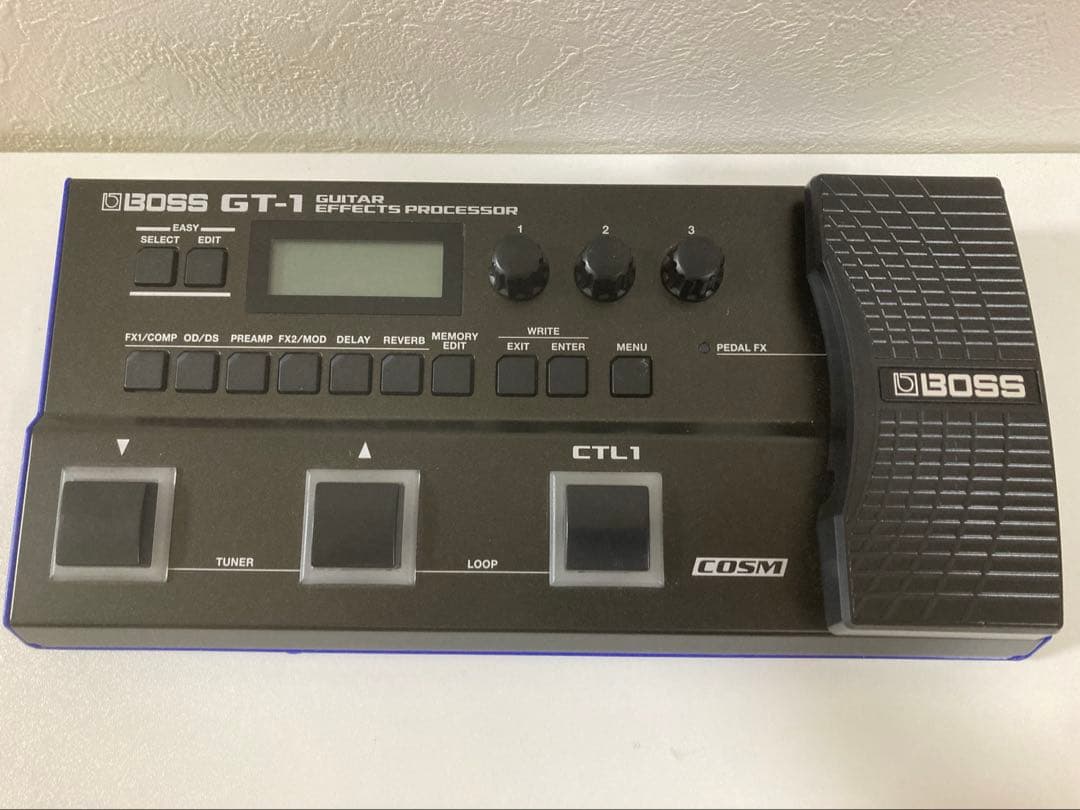 BOSS GT-1 GUITAR EFFECTS PROCESSOR
EASY
SELECT EDIT
1 2 3
FX1/COMP OD/DS PREAMP FX2/MOD DELAY REVERB MEMORY EDIT
WRITE
EXIT ENTER MENU
PEDAL FX
BOSS
▼ ▲ CTL1
TUNER LOOP
COSM